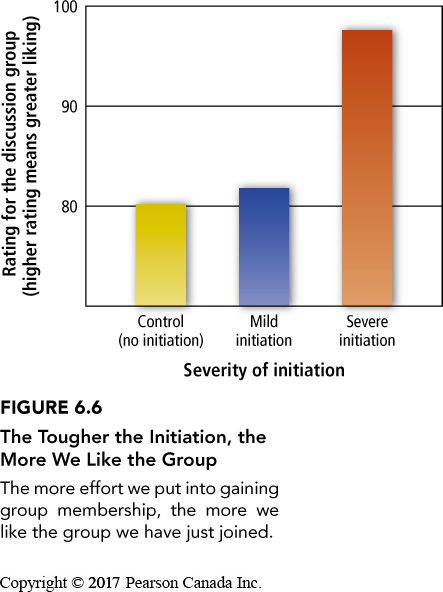 100
90
80
Rating for the discussion group
(higher rating means greater liking)
Control
(no initiation)
Mild
initiation
Severe
initiation
Severity of initiation
FIGURE 6.6
The Tougher the Initiation, the
More We Like the Group
The more effort we put into gaining
group membership, the more we
like the group we have just joined.
Copyright © 2017 Pearson Canada Inc.